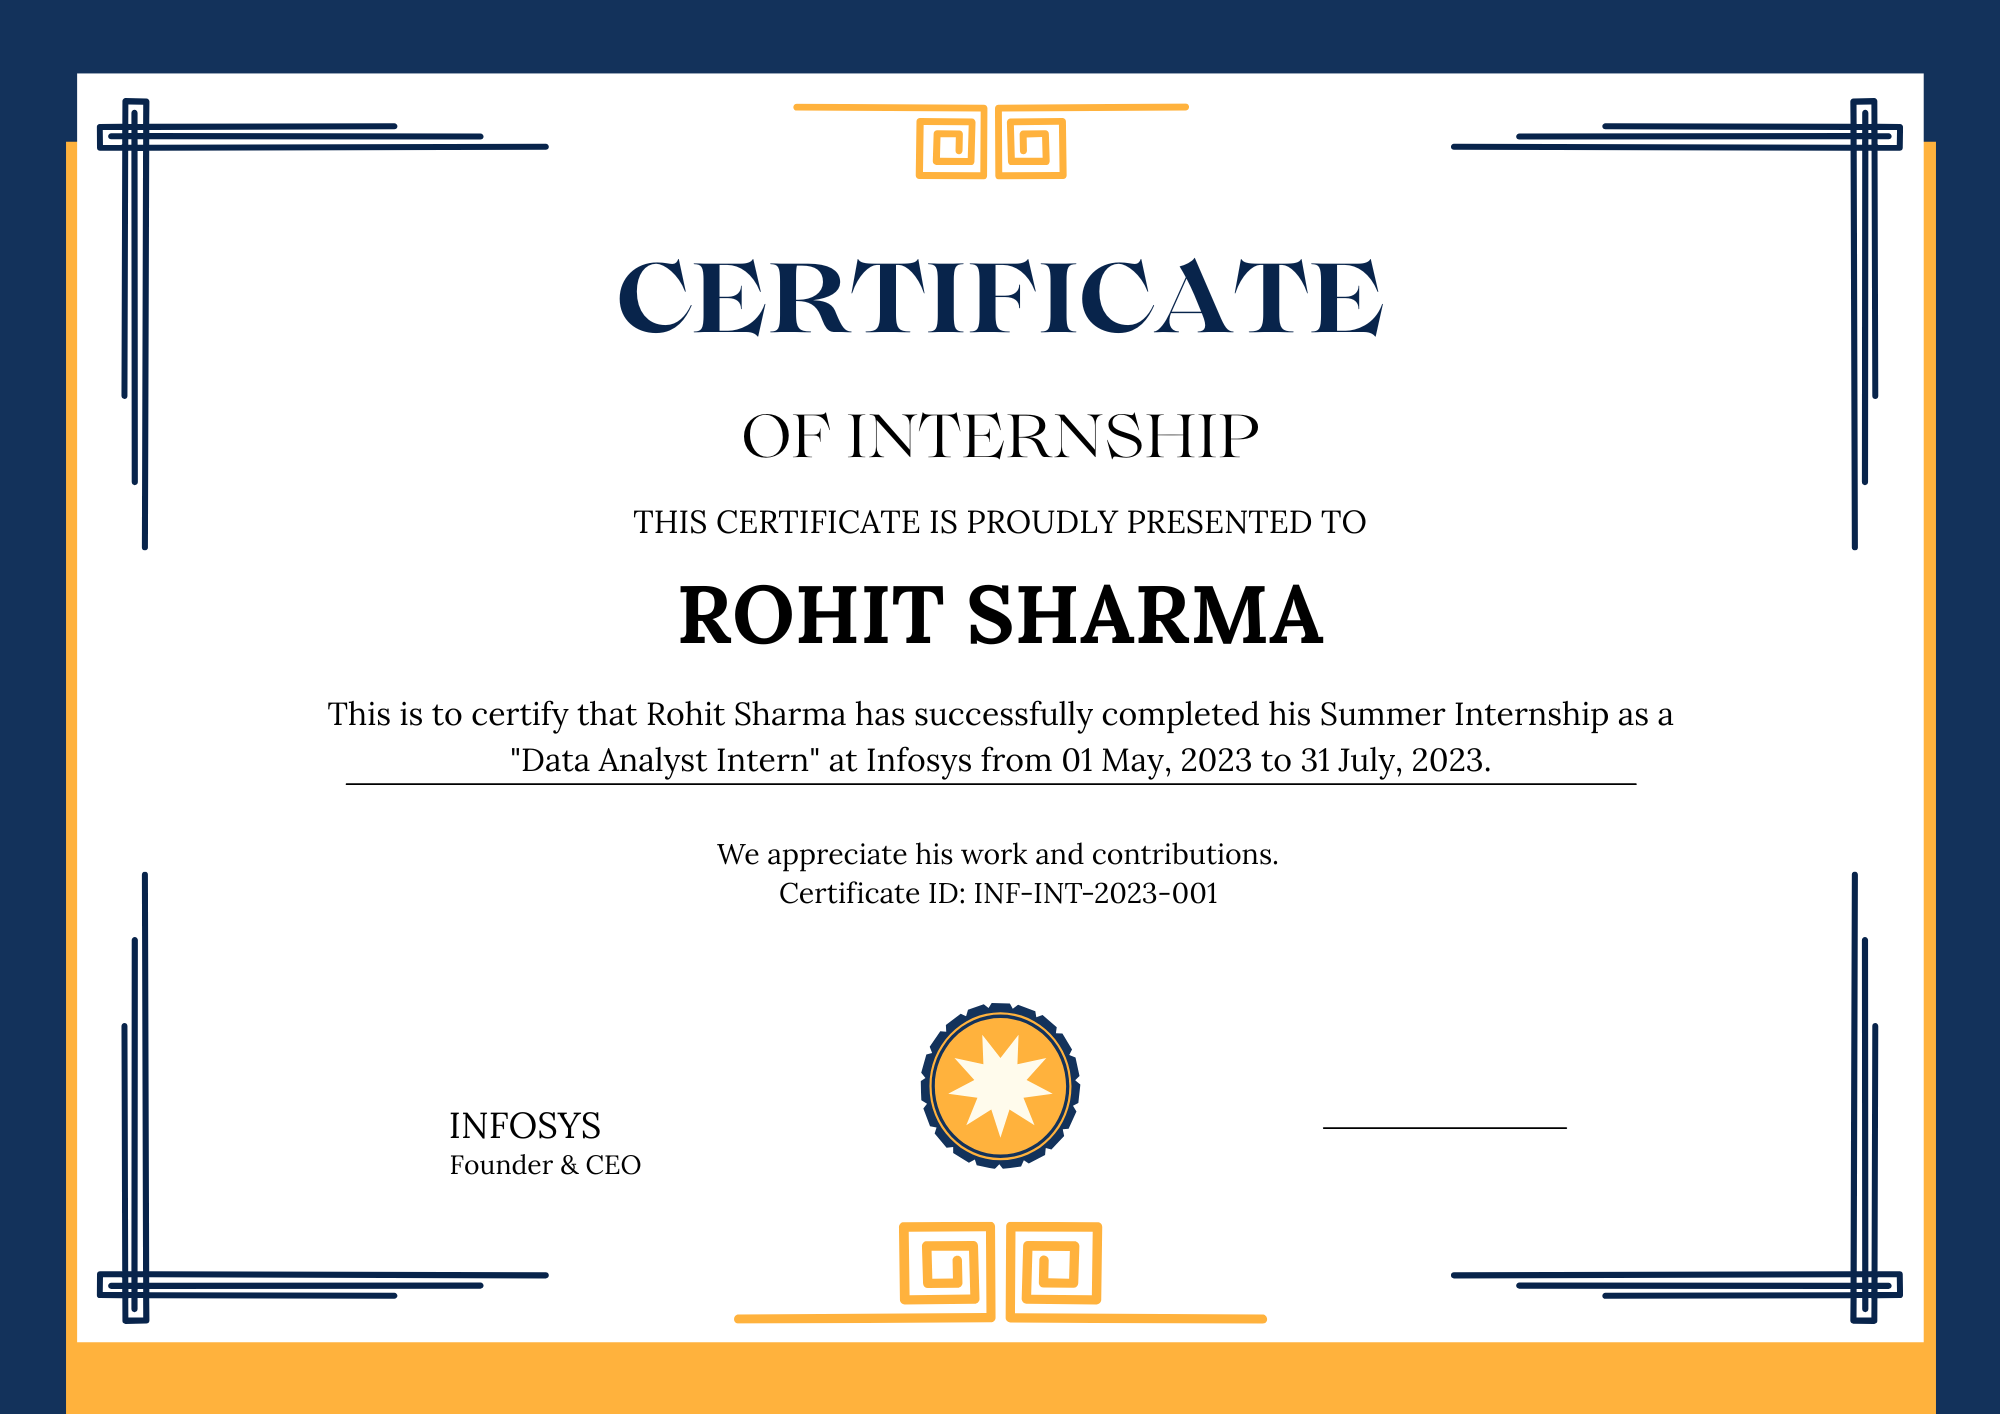 CERTIFICATE
OF INTERNSHIP
THIS CERTIFICATE IS PROUDLY PRESENTED TO
ROHIT SHARMA
This is to certify that Rohit Sharma has successfully completed his Summer Internship as a
"Data Analyst Intern" at Infosys from 01 May, 2023 to 31 July, 2023.
We appreciate his work and contributions.
Certificate ID: INF-INT-2023-001
INFOSYS
Founder & CEO